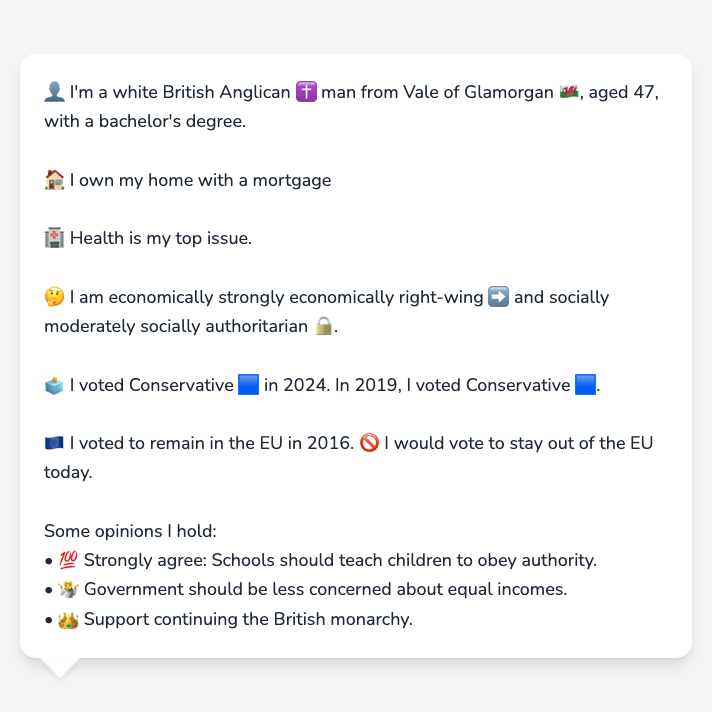 👤 I'm a white British Anglican ✝️ man from Vale of Glamorgan 🏴󠁧󠁢󠁷󠁬󠁳󠁿, aged 47,
with a bachelor's degree.
🏠 I own my home with a mortgage
🏥 Health is my top issue.
🤔 I am economically strongly economically right-wing ➡️ and socially
moderately socially authoritarian 🔒.
🗳️ I voted Conservative 🟦 in 2024. In 2019, I voted Conservative 🟦.
🇪🇺 I voted to remain in the EU in 2016. 🚫 I would vote to stay out of the EU
today.
Some opinions I hold:
• 💯 Strongly agree: Schools should teach children to obey authority.
• 🤷 Government should be less concerned about equal incomes.
• 👑 Support continuing the British monarchy.